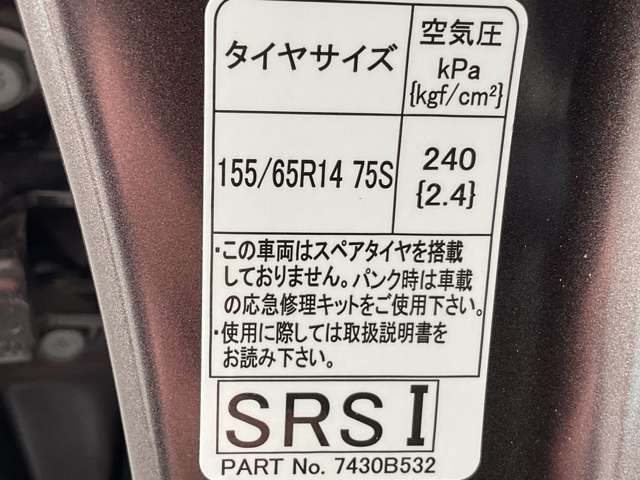 タイヤサイズ
空気圧
kPa
{kgf/cm²}
155/65R14 75S
240
{2.4}
・この車両はスペアタイヤを搭載
しておりません。パンク時は車載
の応急修理キットをご使用下さい。
・使用に際しては取扱説明書を
お読み下さい。
SRS I
PART No. 7430B532